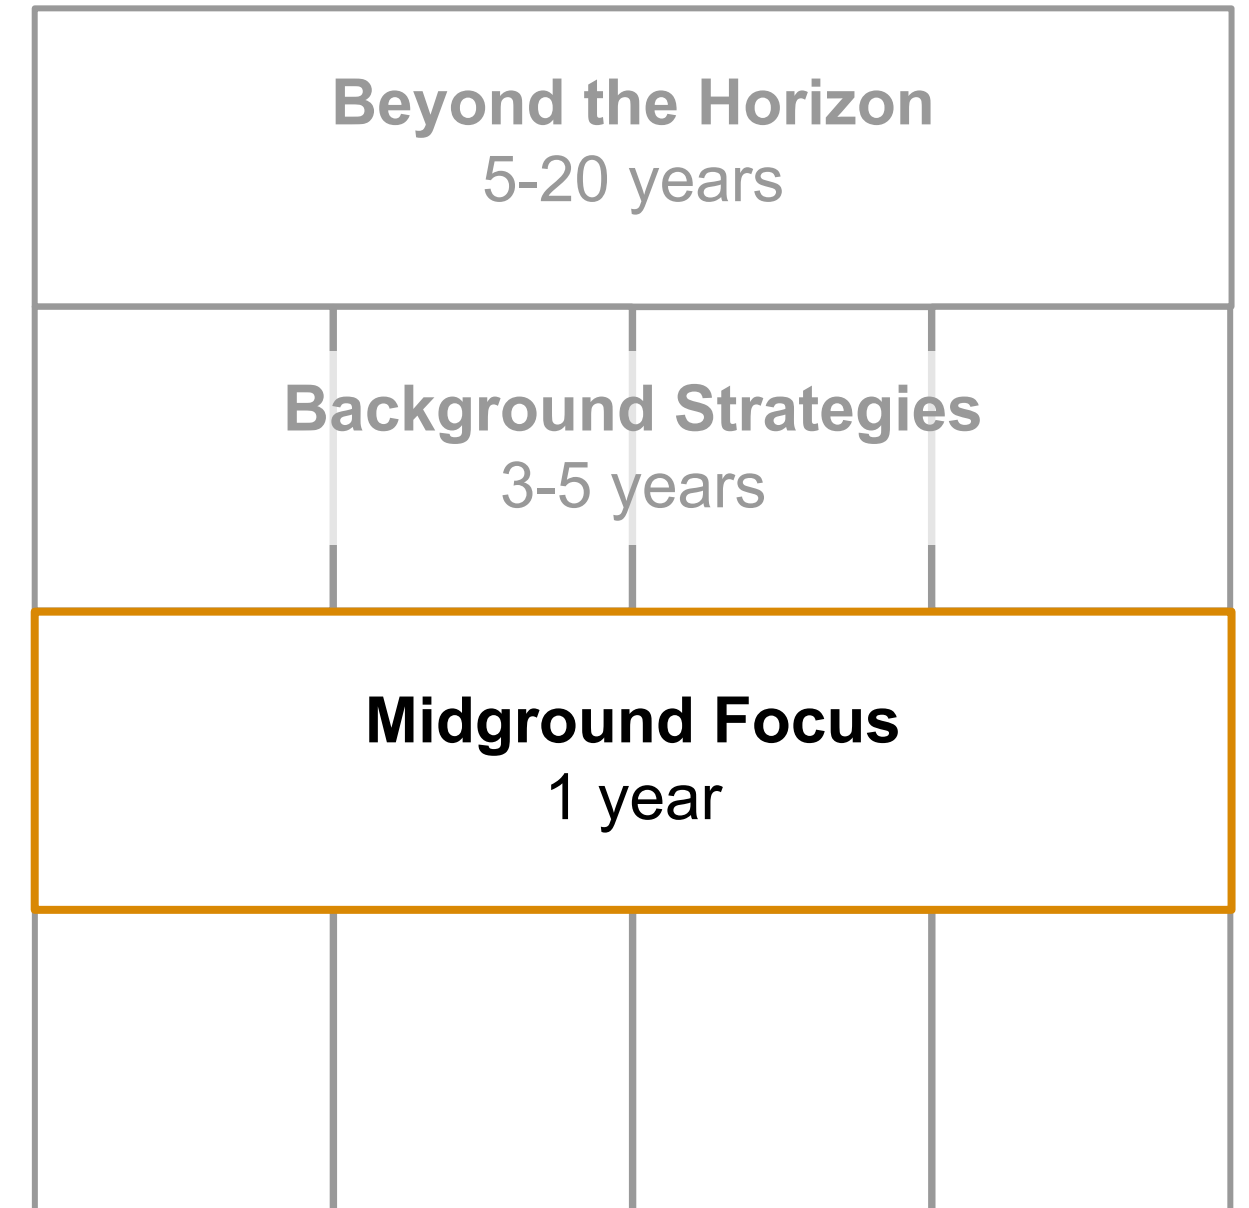 Beyond the Horizon
5-20 years
Background Strategies
3-5 years
Midground Focus
1 year